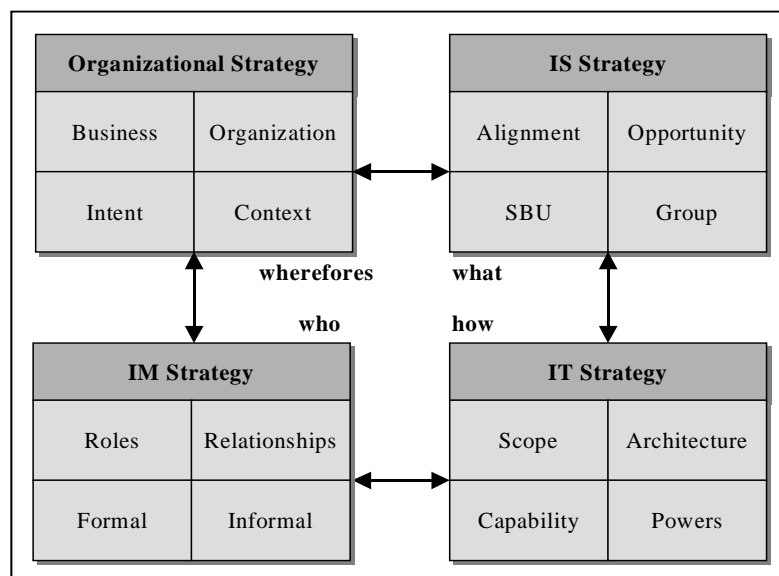 Organizational Strategy
Business Organization
Intent Context
IS Strategy
Alignment Opportunity
SBU Group
wherefores what
who how
IM Strategy
Roles Relationships
Formal Informal
IT Strategy
Scope Architecture
Capability Powers